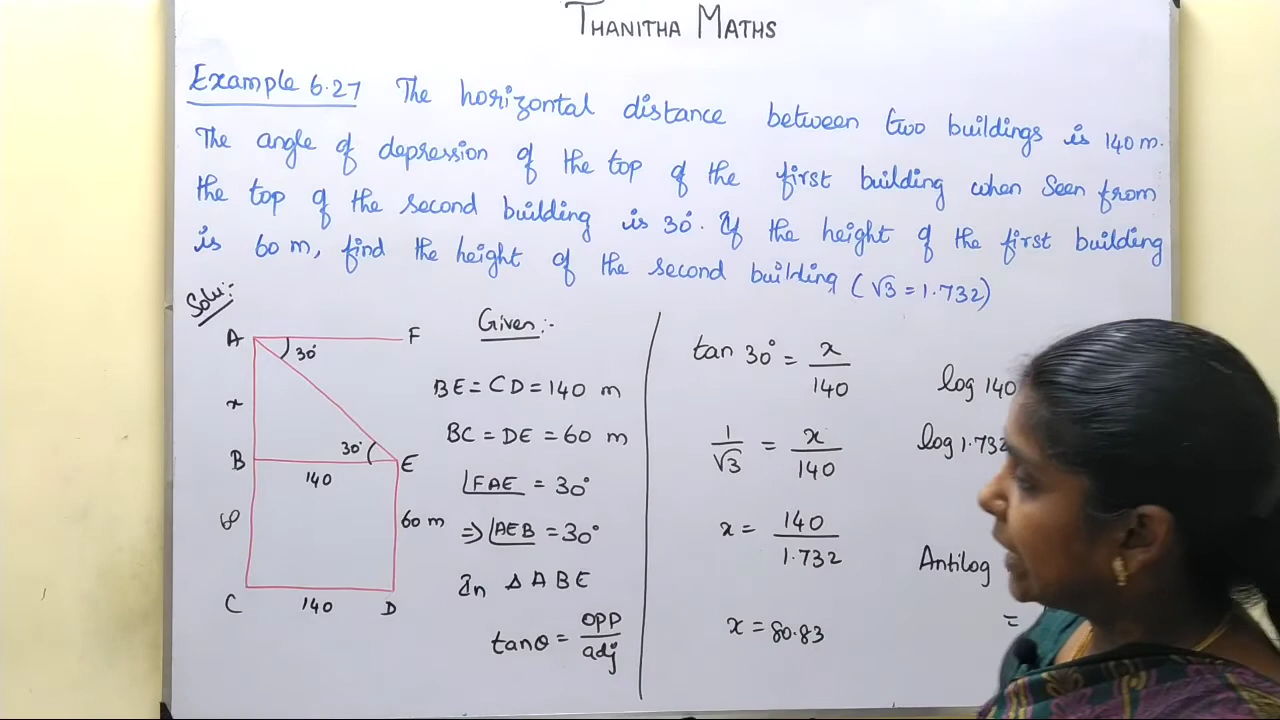 THANITHA MATHS
Example 6.27 The horizontal distance between two buildings is 140 m.
The angle of depression of the top of the first building when seen from
the top of the second building is 30°. If the height of the first building
is 60 m, find the height of the second building (√3 = 1.732)
Solu:-
A
F
30°
x
30°
B
E
140
60
60 m
C
140
D
Given:-
BE = CD = 140 m
BC = DE = 60 m
∠FAE = 30°
⇒ ∠AEB = 30°
In Δ ABE
tanθ = opp/adj
tan 30° = x/140
1/√3 = x/140
x = 140/1.732
x = 80.83
log 140
log 1.732
Antilog
=